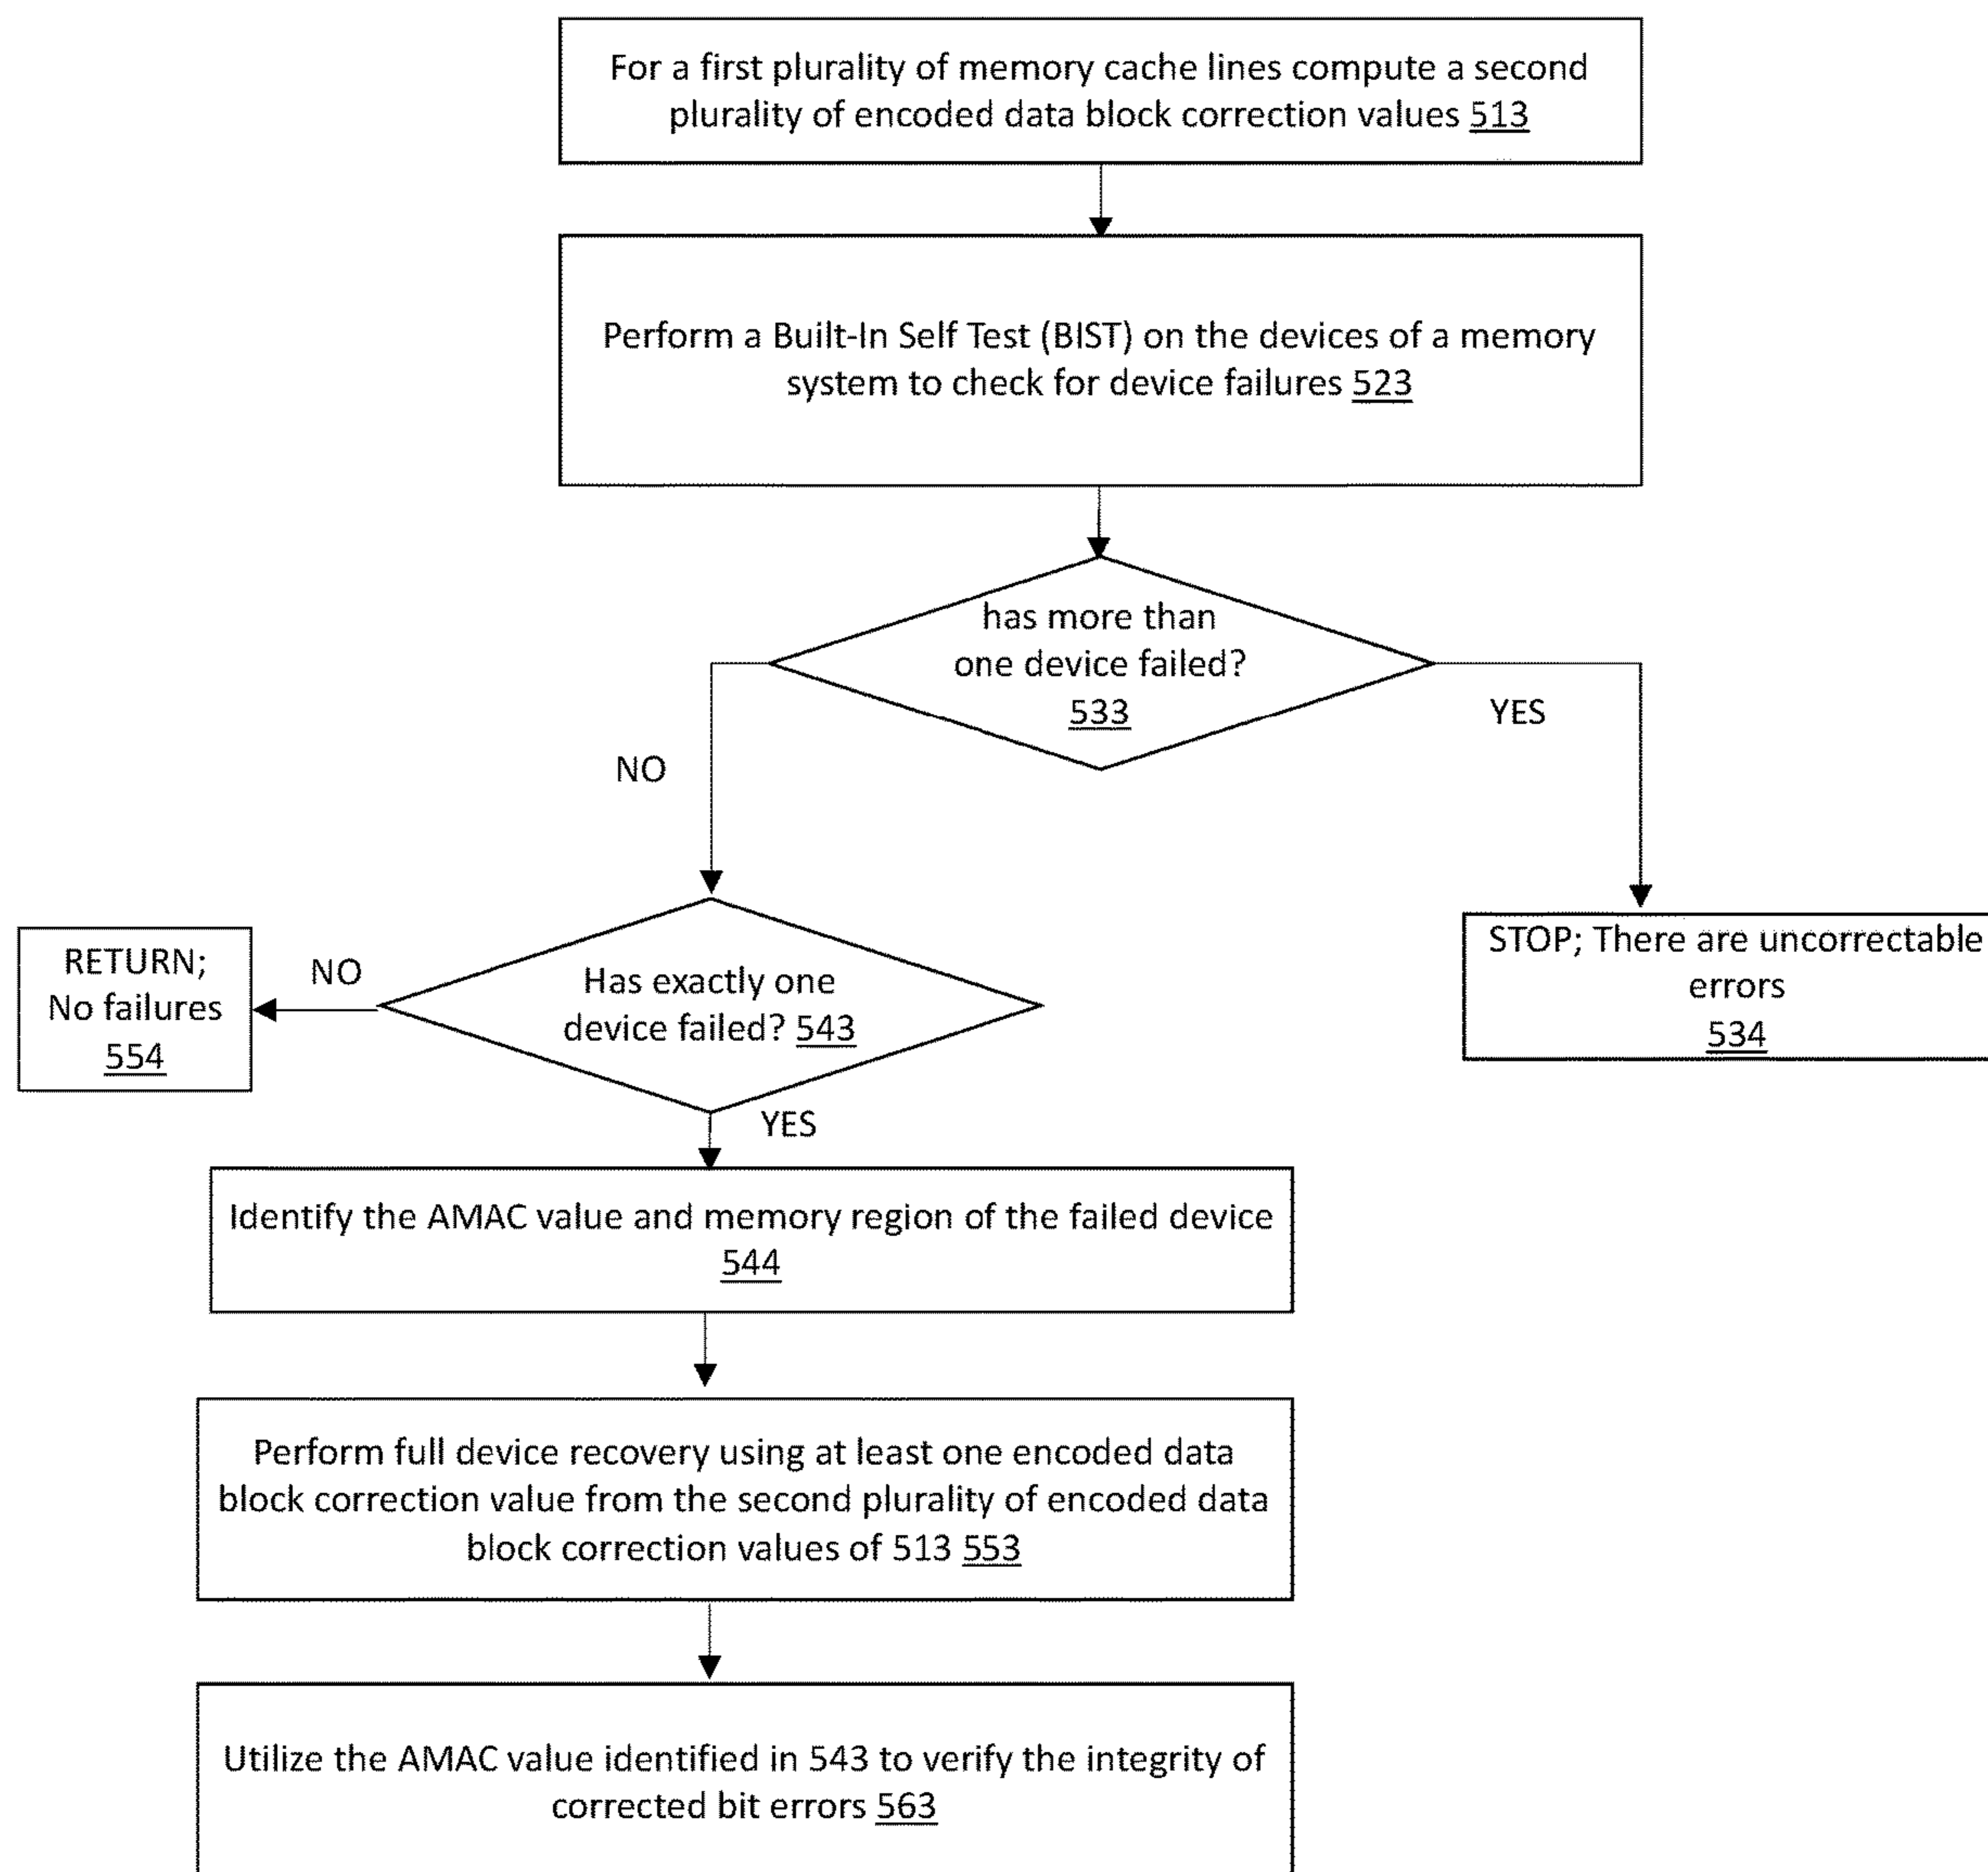 For a first plurality of memory cache lines compute a second
plurality of encoded data block correction values 513
Perform a Built-In Self Test (BIST) on the devices of a memory
system to check for device failures 523
has more than
one device failed?
533
YES
NO
RETURN;
No failures
554
NO
Has exactly one
device failed? 543
STOP; There are uncorrectable
errors
534
YES
Identify the AMAC value and memory region of the failed device
544
Perform full device recovery using at least one encoded data
block correction value from the second plurality of encoded data
block correction values of 513 553
Utilize the AMAC value identified in 543 to verify the integrity of
corrected bit errors 563